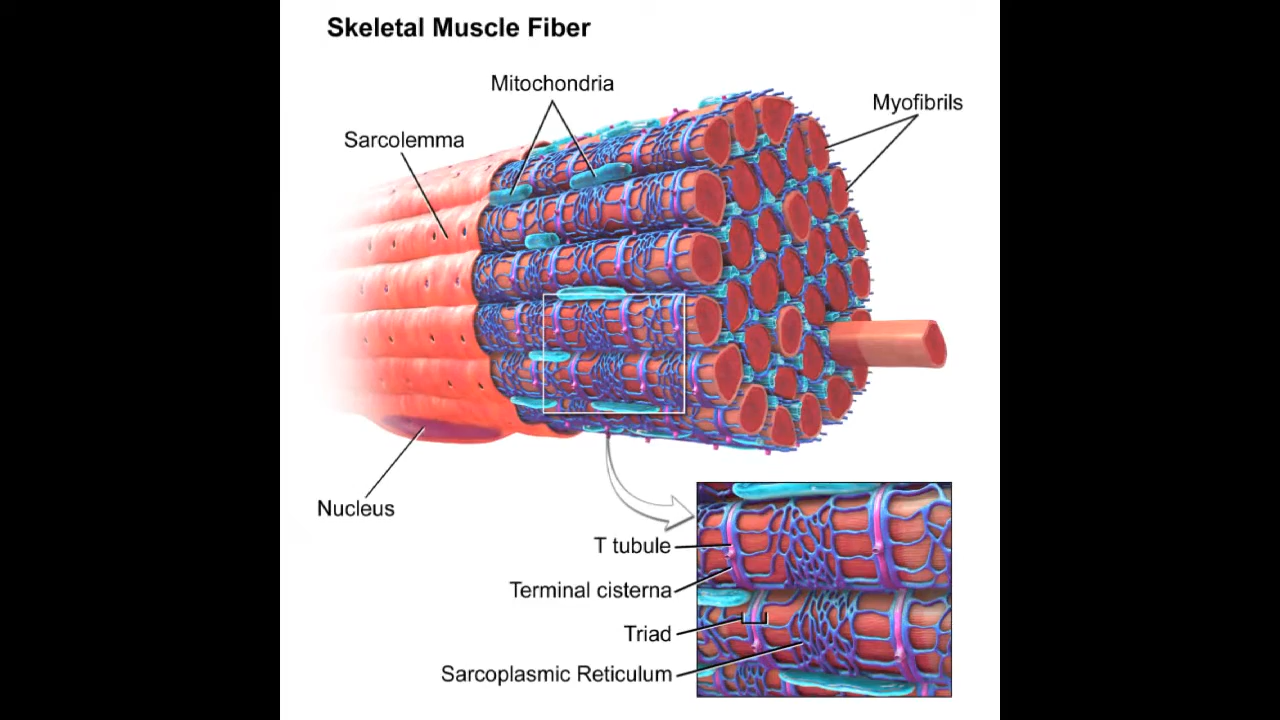 Skeletal Muscle Fiber
Mitochondria
Myofibrils
Sarcolemma
Nucleus
T tubule
Terminal cisterna
Triad
Sarcoplasmic Reticulum